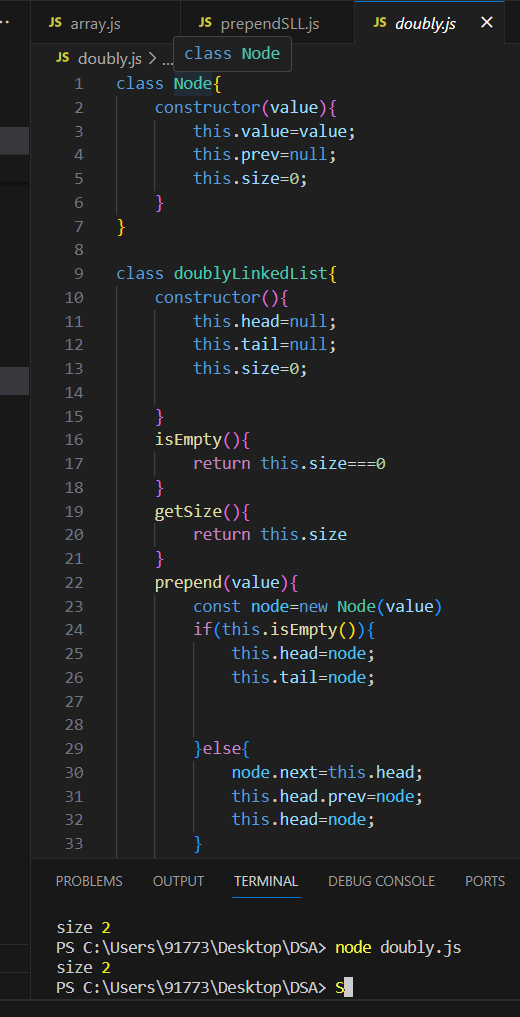 JS array.js JS prependSLL.js JS doubly.js ×
JS doubly.js > ...
class Node
1 class Node{
2 constructor(value){
3 this.value=value;
4 this.prev=null;
5 this.size=0;
6 }
7 }
8
9 class doublyLinkedList{
10 constructor(){
11 this.head=null;
12 this.tail=null;
13 this.size=0;
14
15 }
16 isEmpty(){
17 return this.size===0
18 }
19 getSize(){
20 return this.size
21 }
22 prepend(value){
23 const node=new Node(value)
24 if(this.isEmpty()){
25 this.head=node;
26 this.tail=node;
27
28
29 }else{
30 node.next=this.head;
31 this.head.prev=node;
32 this.head=node;
33 }
PROBLEMS OUTPUT TERMINAL DEBUG CONSOLE PORTS
size 2
PS C:\Users\91773\Desktop\DSA> node doubly.js
size 2
PS C:\Users\91773\Desktop\DSA> S